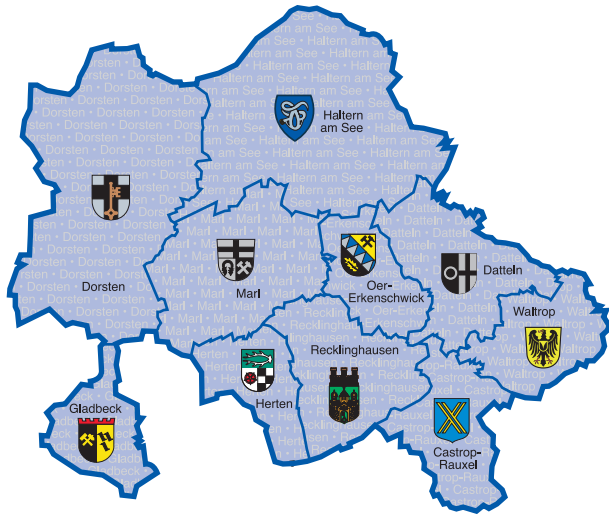 Haltern
am See
Dorsten
Marl
Oer-
Erkenschwick
Datteln
Waltrop
Recklinghausen
Herten
Gladbeck
Castrop-
Rauxel